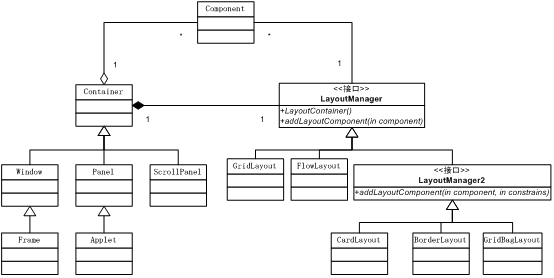 Component
*
*
1
1
Container
<<接口>>
LayoutManager
+LayoutContainer()
+addLayoutComponent(in component)
1
1
Window
Panel
ScrollPanel
GridLayout
FlowLayout
<<接口>>
LayoutManager2
+addLayoutComponent(in component, in constrains)
Frame
Applet
CardLayout
BorderLayout
GridBagLayout